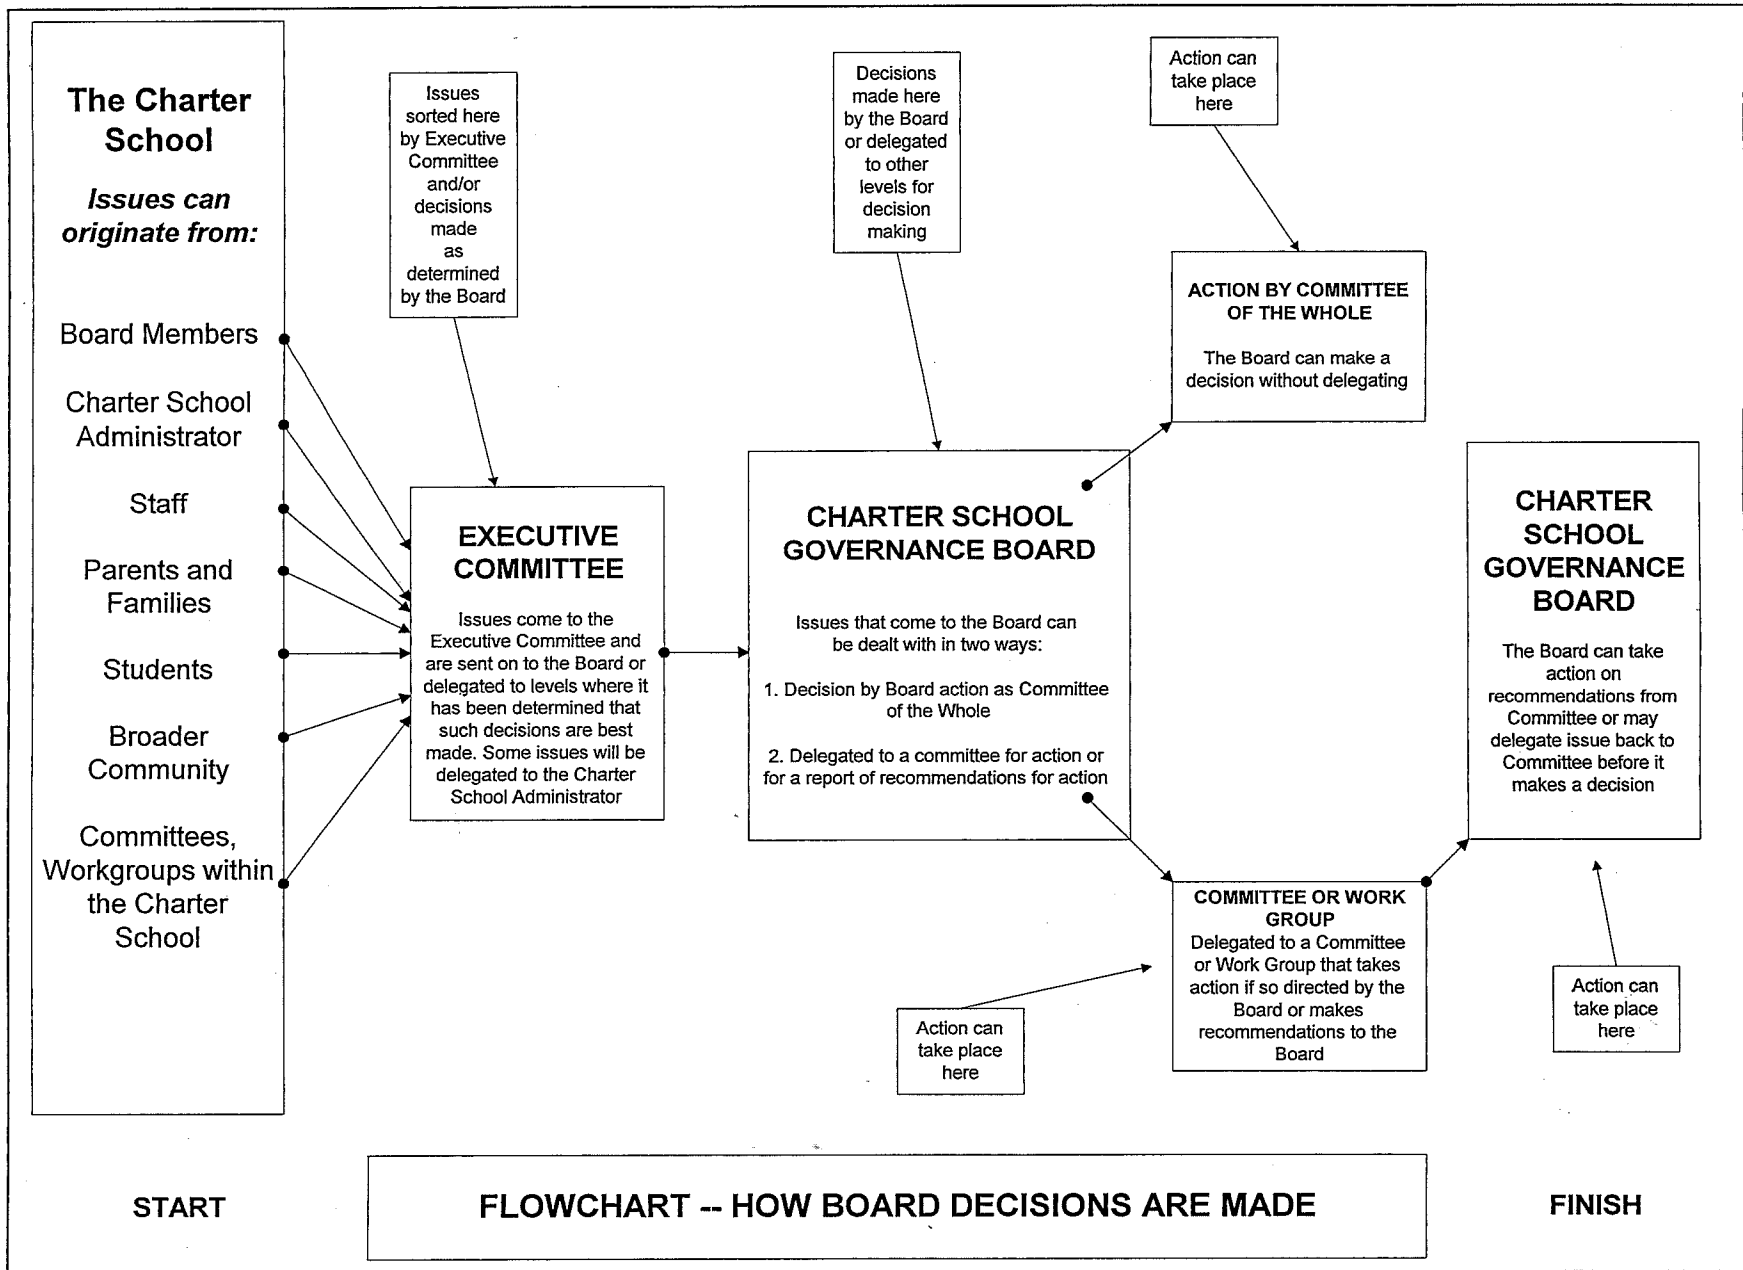 The Charter
School
Issues can
originate from:
Board Members
Charter School
Administrator
Staff
Parents and
Families
Students
Broader
Community
Committees,
Workgroups within
the Charter
School
Issues
sorted here
by Executive
Committee
and/or
decisions
made
as
determined
by the Board
EXECUTIVE
COMMITTEE
Issues come to the
Executive Committee and
are sent on to the Board or
delegated to levels where it
has been determined that
such decisions are best
made. Some issues will be
delegated to the Charter
School Administrator
Decisions
made here
by the Board
or delegated
to other
levels for
decision
making
CHARTER SCHOOL
GOVERNANCE BOARD
Issues that come to the Board can
be dealt with in two ways:
1. Decision by Board action as Committee
of the Whole
2. Delegated to a committee for action or
for a report of recommendations for action
Action can
take place
here
ACTION BY COMMITTEE
OF THE WHOLE
The Board can make a
decision without delegating
Action can
take place
here
COMMITTEE OR WORK
GROUP
Delegated to a Committee
or Work Group that takes
action if so directed by the
Board or makes
recommendations to the
Board
CHARTER
SCHOOL
GOVERNANCE
BOARD
The Board can take
action on
recommendations from
Committee or may
delegate issue back to
Committee before it
makes a decision
Action can
take place
here
START
FLOWCHART -- HOW BOARD DECISIONS ARE MADE
FINISH